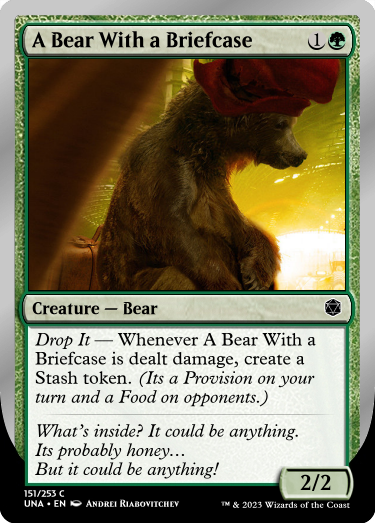 A Bear With a Briefcase 1
Creature — Bear
Drop It — Whenever A Bear With a
Briefcase is dealt damage, create a
Stash token. (Its a Provision on your
turn and a Food on opponents.)
What's inside? It could be anything.
Its probably honey...
But it could be anything!
2/2
151/253 C
UNA • EN Andrei Riabovitchev
™ & 2023 Wizards of the Coast